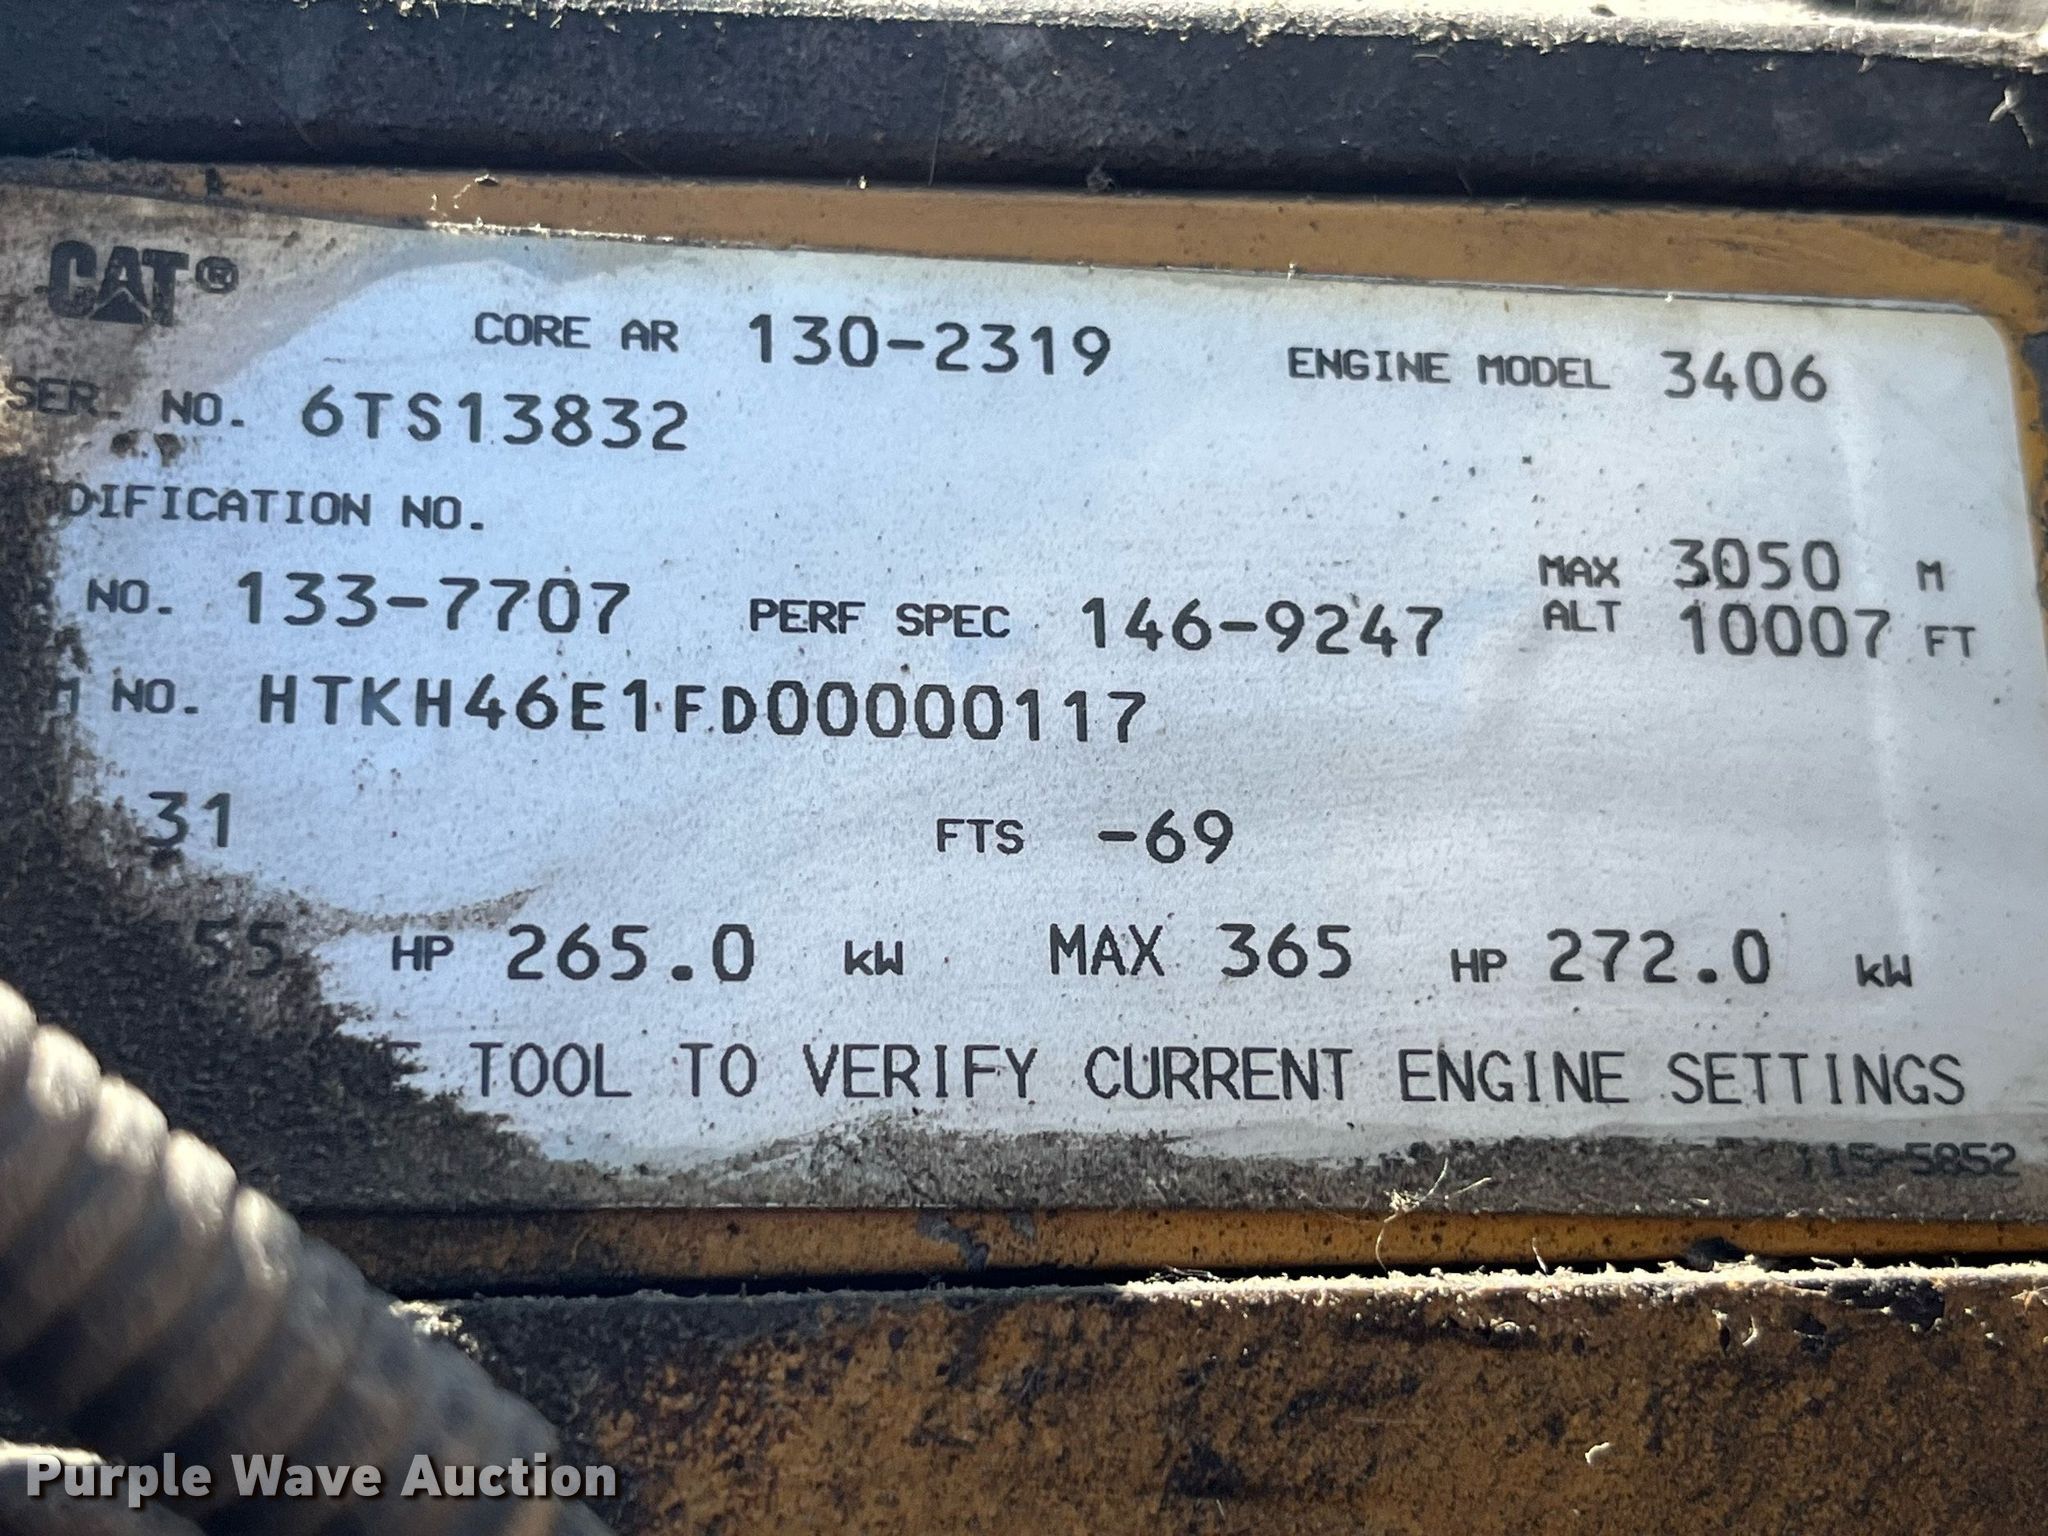 CAT®
CORE AR 130-2319 ENGINE MODEL 3406
SER. NO. 6TS13832
DIFICATION NO.
NO. 133-7707 PERF SPEC 146-9247 MAX ALT 3050 M 10007 FT
M NO. HTKH46E1FD00000117
31 FTS -69
55 HP 265.0 kW MAX 365 HP 272.0 kW
TOOL TO VERIFY CURRENT ENGINE SETTINGS
115-5852
Purple Wave Auction